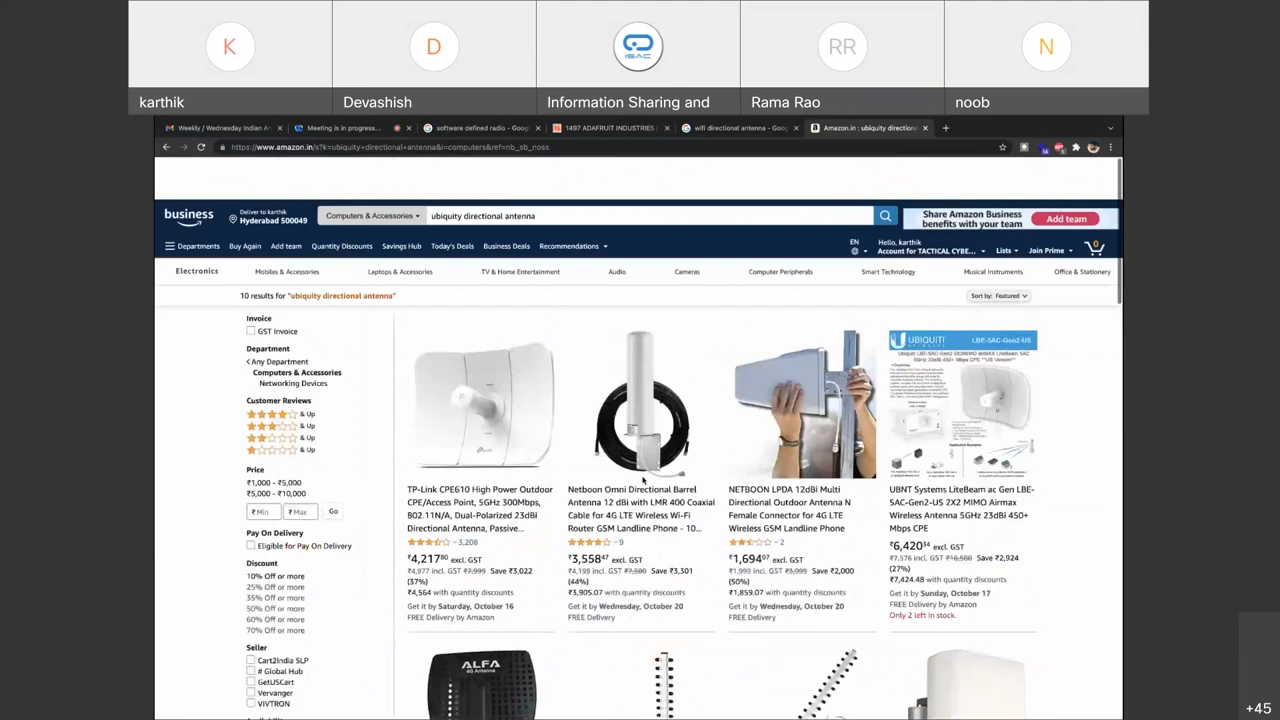 K
D
ISAC
RR
N
karthik
Devashish
Information Sharing and
Rama Rao
noob
Weekly / Wednesday Indian A
Meeting is in progress...
software defined radio - Goog
1497 ADAFRUIT INDUSTRIES |
wifi directional antenna - Goo
Amazon.in : ubiquity direction
https://www.amazon.in/s?k=ubiquity+directional+antenna&i=computers&ref=nb_sb_noss
business
Deliver to karthik
Hyderabad 500049
Computers & Accessories
ubiquity directional antenna
Share Amazon Business
benefits with your team
Add team
Departments
Buy Again
Add team
Quantity Discounts
Savings Hub
Today's Deals
Business Deals
Recommendations
EN
Hello, karthik
Account for TACTICAL CYBE...
Lists
Join Prime
0
Electronics
Mobiles & Accessories
Laptops & Accessories
TV & Home Entertainment
Audio
Cameras
Computer Peripherals
Smart Technology
Musical Instruments
Office & Stationery
10 results for "ubiquity directional antenna"
Sort by: Featured
Invoice
GST Invoice
Department
Any Department
Computers & Accessories
Networking Devices
Customer Reviews
& Up
& Up
& Up
& Up
Price
₹1,000 - ₹5,000
₹5,000 - ₹10,000
₹ Min
₹ Max
Go
Pay On Delivery
Eligible for Pay On Delivery
Discount
10% Off or more
25% Off or more
35% Off or more
50% Off or more
60% Off or more
70% Off or more
Seller
Cart2India SLP
# Global Hub
GetUSCart
Vervanger
VIVTRON
TP-Link CPE610 High Power Outdoor
CPE/Access Point, 5GHz 300Mbps,
802.11N/A, Dual-Polarized 23dBi
Directional Antenna, Passive...
3,208
₹4,217⁸⁰ excl. GST
₹4,977 incl. GST ₹7,999 Save ₹3,022
(37%)
₹4,564 with quantity discounts
Get it by Saturday, October 16
FREE Delivery by Amazon
Netboon Omni Directional Barrel
Antenna 12 dBi with LMR 400 Coaxial
Cable for 4G LTE Wireless Wi-Fi
Router GSM Landline Phone - 10...
9
₹3,558⁴⁷ excl. GST
₹4,199 incl. GST ₹7,500 Save ₹3,301
(44%)
₹3,905.07 with quantity discounts
Get it by Wednesday, October 20
FREE Delivery
NETBOON LPDA 12dBi Multi
Directional Outdoor Antenna N
Female Connector for 4G LTE
Wireless GSM Landline Phone
2
₹1,694⁰⁷ excl. GST
₹1,999 incl. GST ₹3,999 Save ₹2,000
(50%)
₹1,859.07 with quantity discounts
Get it by Wednesday, October 20
FREE Delivery
UBIQUITI
LBE-5AC-Gen2-US
UBNT Systems LiteBeam ac Gen LBE-
5AC-Gen2-US 2X2 MIMO Airmax
Wireless Antenna 5GHz 23dBi 450+
Mbps CPE
₹6,420³⁴ excl. GST
₹7,576 incl. GST ₹10,500 Save ₹2,924
(27%)
₹7,424.48 with quantity discounts
Get it by Sunday, October 17
FREE Delivery by Amazon
Only 2 left in stock.
ALFA
4G Antenna
+45